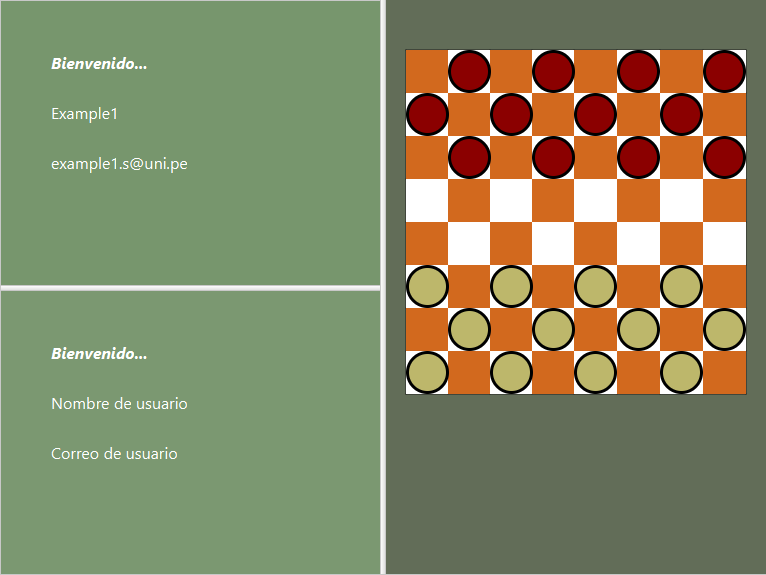 Bienvenido...
Example1
example1.s@uni.pe
Bienvenido...
Nombre de usuario
Correo de usuario